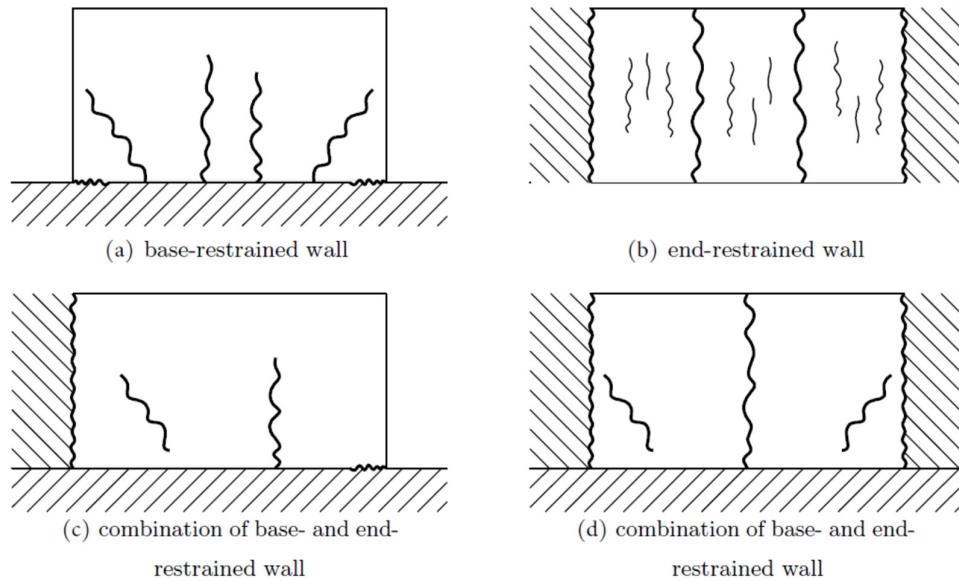 (a) base-restrained wall
(b) end-restrained wall
(c) combination of base- and end-
restrained wall
(d) combination of base- and end-
restrained wall